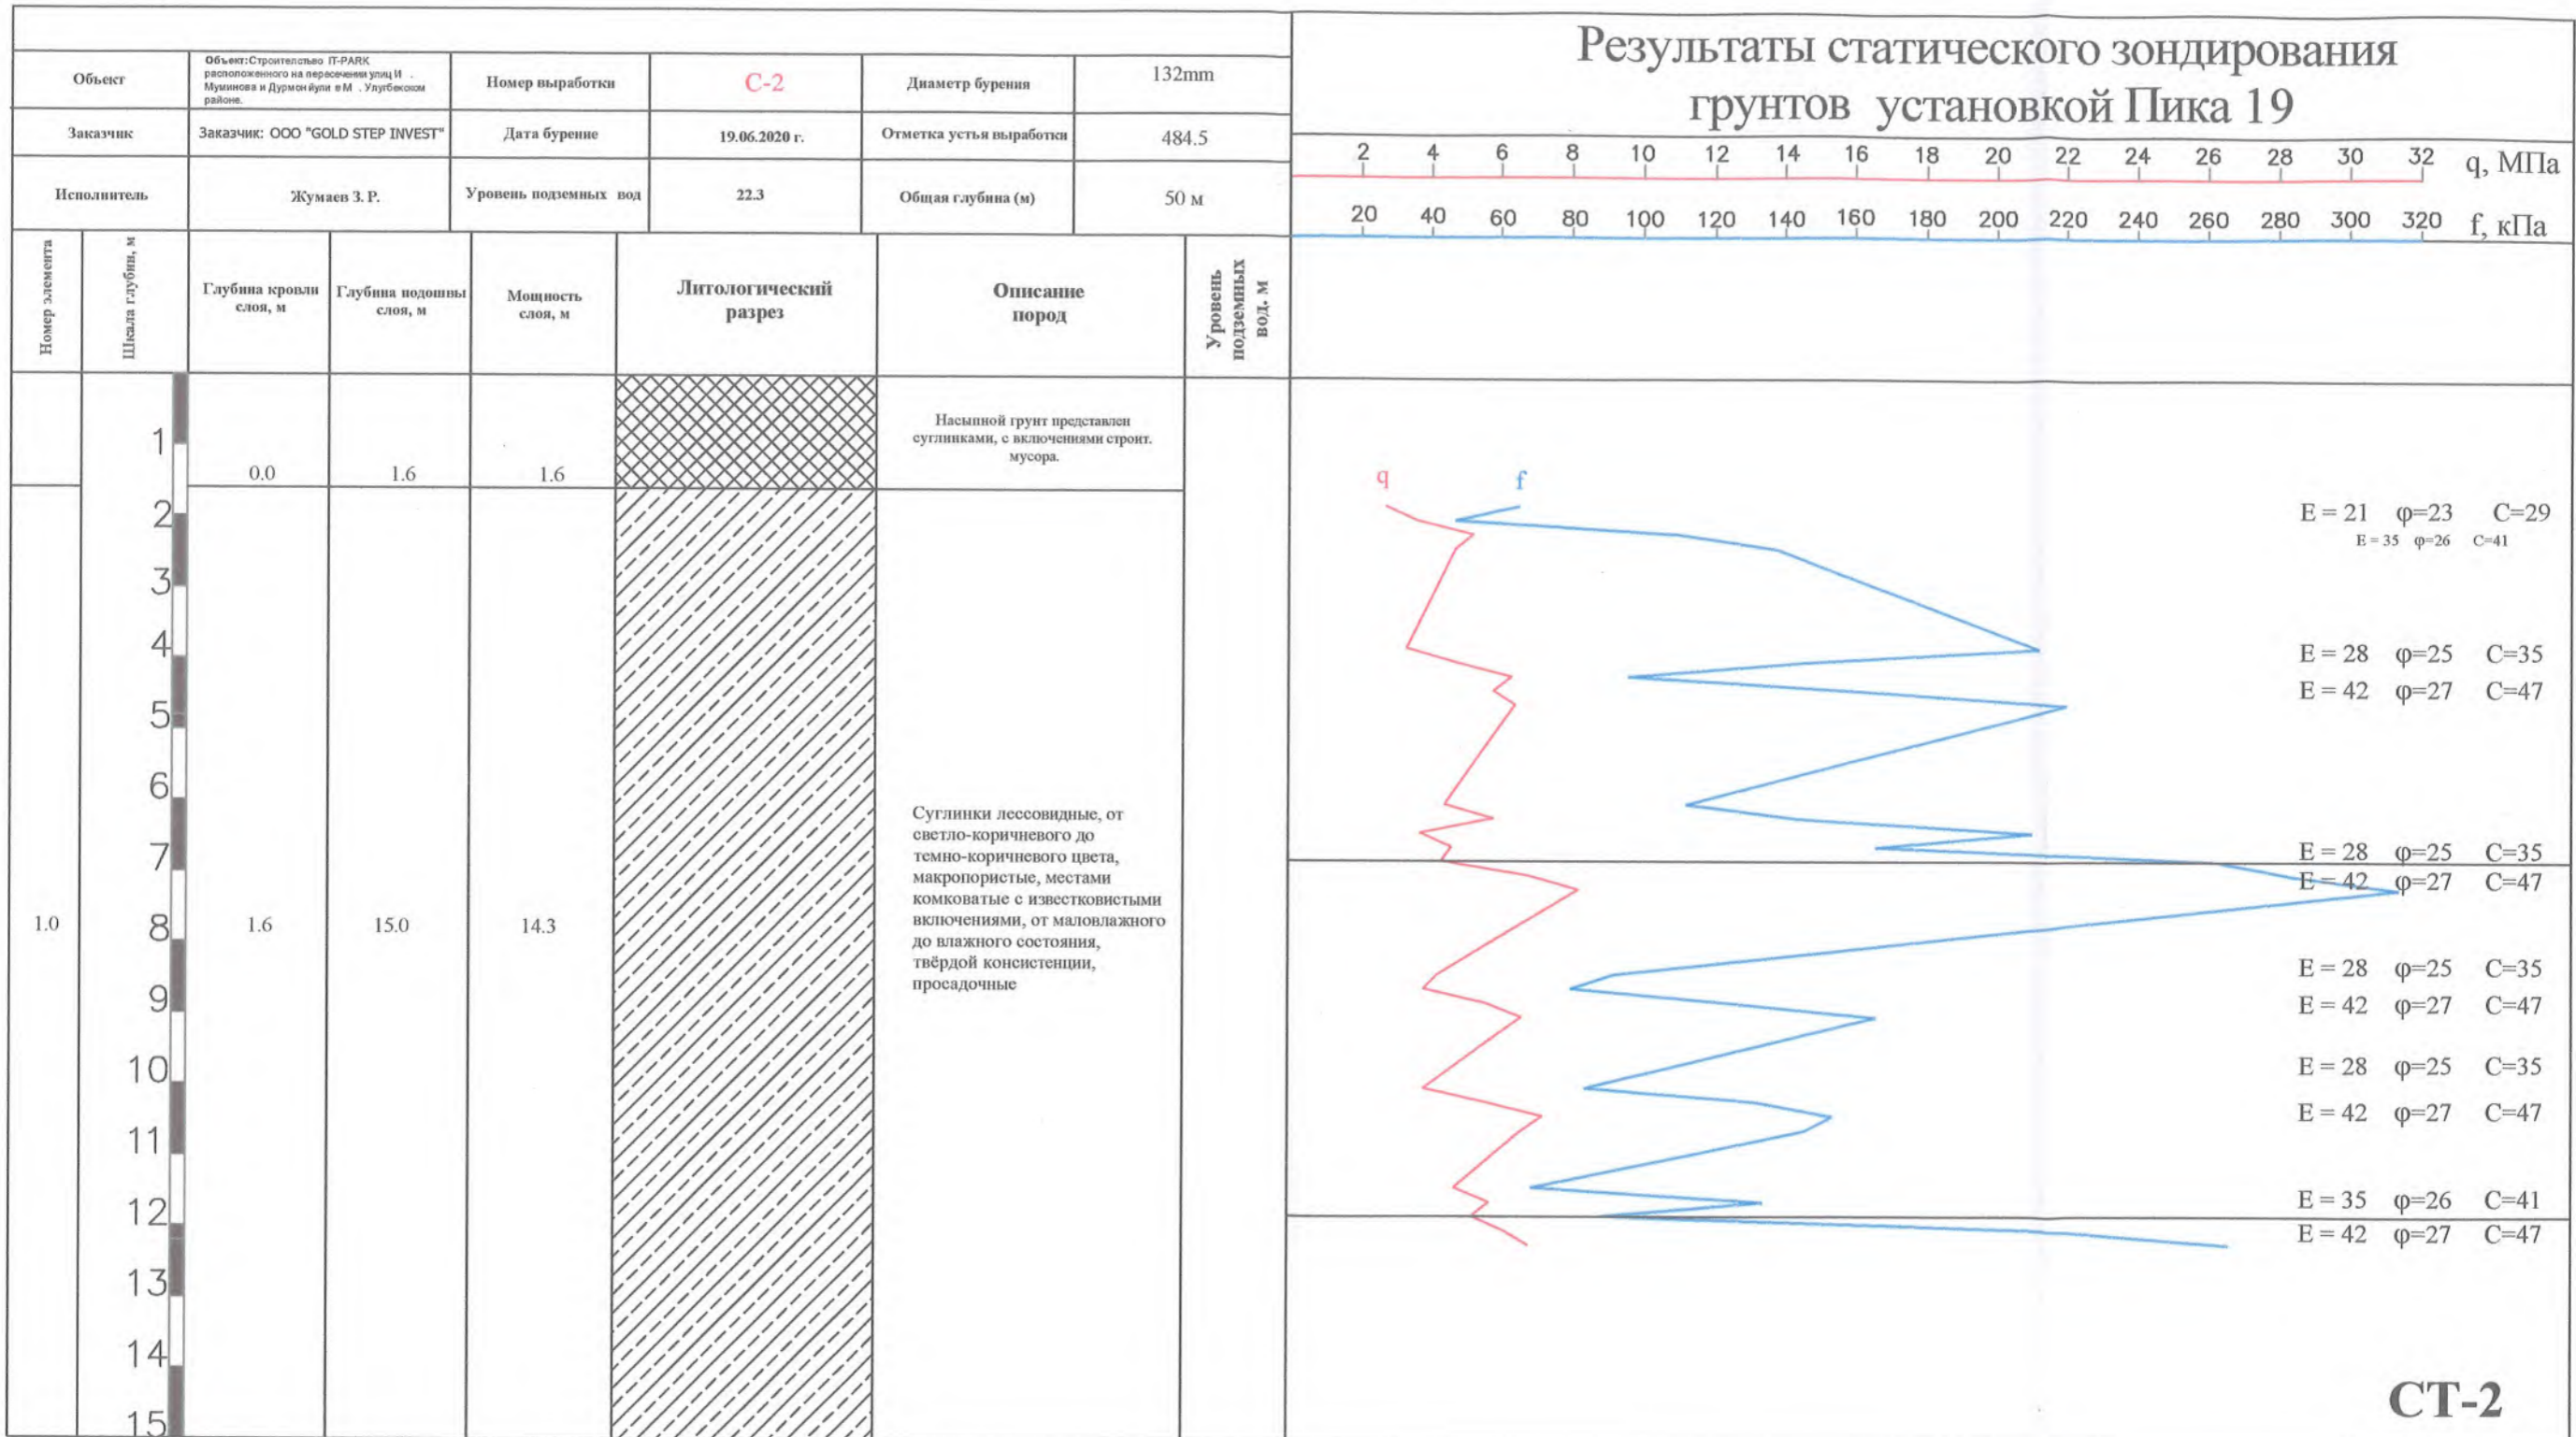 Результаты статического зондирования
грунтов установкой Пика 19
Объект
Объект:Строителство IT-PARK
расположенного на пересечении улиц И .
Муминова и Дурмон йули в М . Улугбекском
районе.
Номер выработки
С-2
Диаметр бурения
132mm
Заказчик
Заказчик: ООО "GOLD STEP INVEST"
Дата бурение
19.06.2020 г.
Отметка устья выработки
484.5
Исполнитель
Жумаев З. Р.
Уровень подземных вод
22.3
Общая глубина (м)
50 м
2 4 6 8 10 12 14 16 18 20 22 24 26 28 30 32 q, МПа
20 40 60 80 100 120 140 160 180 200 220 240 260 280 300 320 f, кПа
Номер элемента
Шкала глубин, м
Глубина кровли
слоя, м
Глубина подошвы
слоя, м
Мощность
слоя, м
Литологический
разрез
Описание
пород
Уровень
подземных
вод. м
1
2
3
4
5
6
7
8
9
10
11
12
13
14
15
0.0 1.6 1.6
Насыпной грунт представлен
суглинками, с включениями строит.
мусора.
1.0 1.6 15.0 14.3
Суглинки лессовидные, от
светло-коричневого до
темно-коричневого цвета,
макропористые, местами
комковатые с известковистыми
включениями, от маловлажного
до влажного состояния,
твёрдой консистенции,
просадочные
q f
E = 21 φ=23 C=29
E = 35 φ=26 C=41
E = 28 φ=25 C=35
E = 42 φ=27 C=47
E = 28 φ=25 C=35
E = 42 φ=27 C=47
E = 28 φ=25 C=35
E = 42 φ=27 C=47
E = 28 φ=25 C=35
E = 42 φ=27 C=47
E = 35 φ=26 C=41
E = 42 φ=27 C=47
СТ-2